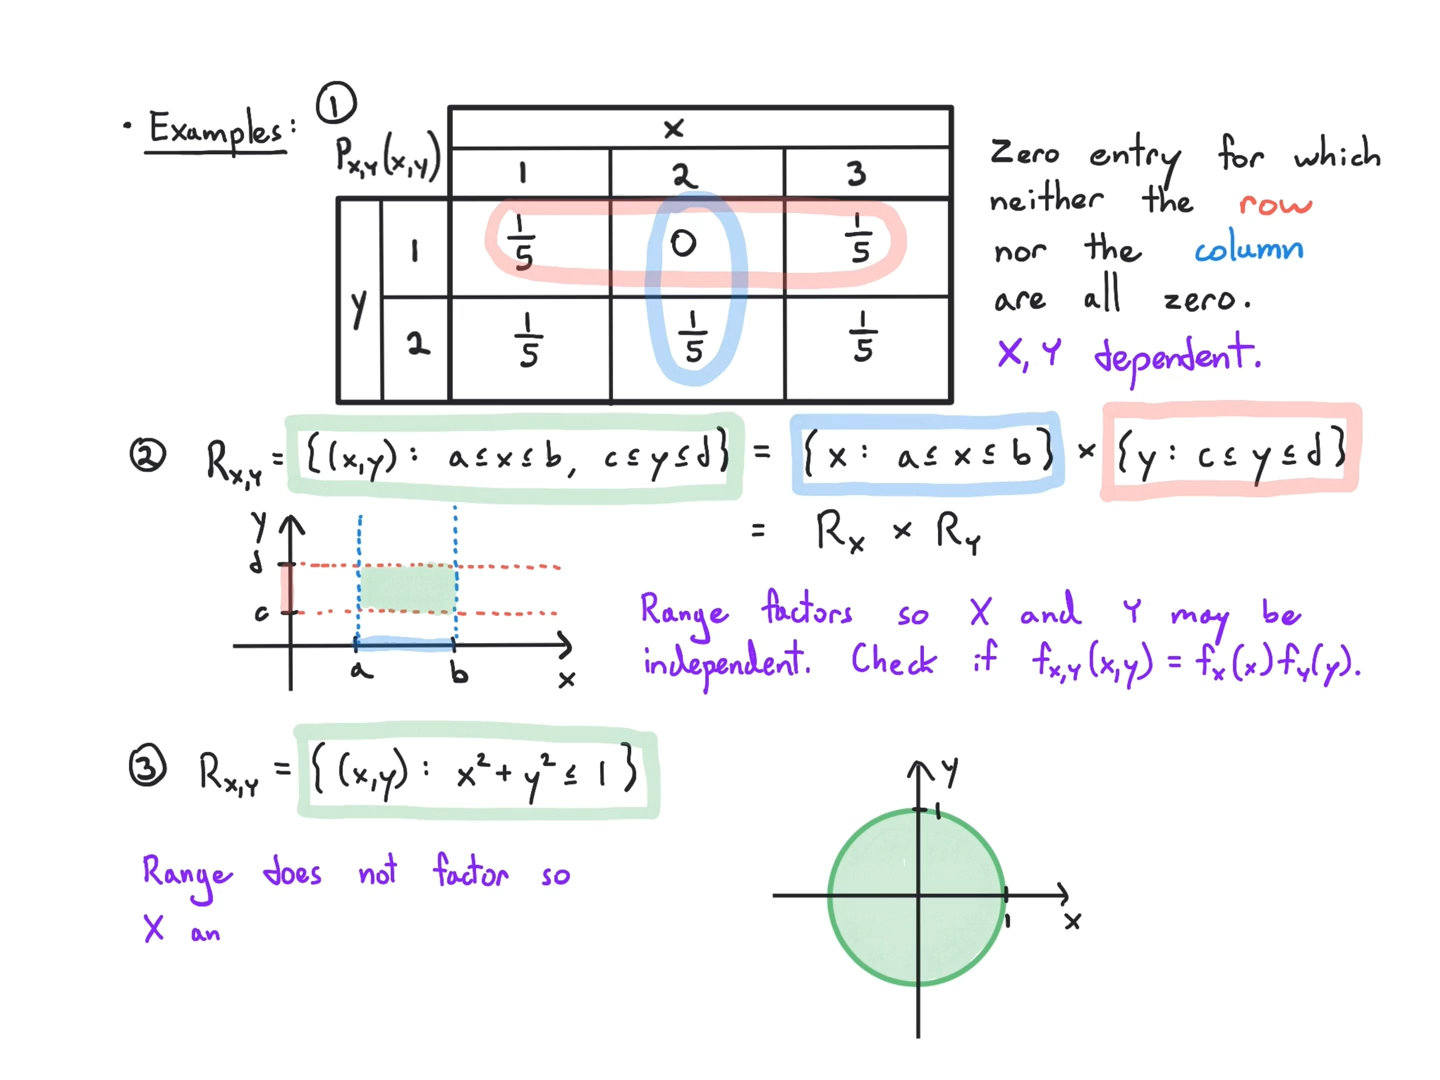 • Examples: ①
P_{X,Y}(x,y)
x
1 2 3
y
1 1/5 0 1/5
2 1/5 1/5 1/5
Zero entry for which
neither the row
nor the column
are all zero.
X, Y dependent.
② R_{X,Y} = {(x,y) : a ≤ x ≤ b, c ≤ y ≤ d} = {x : a ≤ x ≤ b} × {y : c ≤ y ≤ d}
= R_X × R_Y
y
d
c
a b x
Range factors so X and Y may be
independent. Check if f_{X,Y}(x,y) = f_X(x) f_Y(y).
③ R_{X,Y} = {(x,y) : x² + y² ≤ 1}
y
1
1
x
Range does not factor so
X an